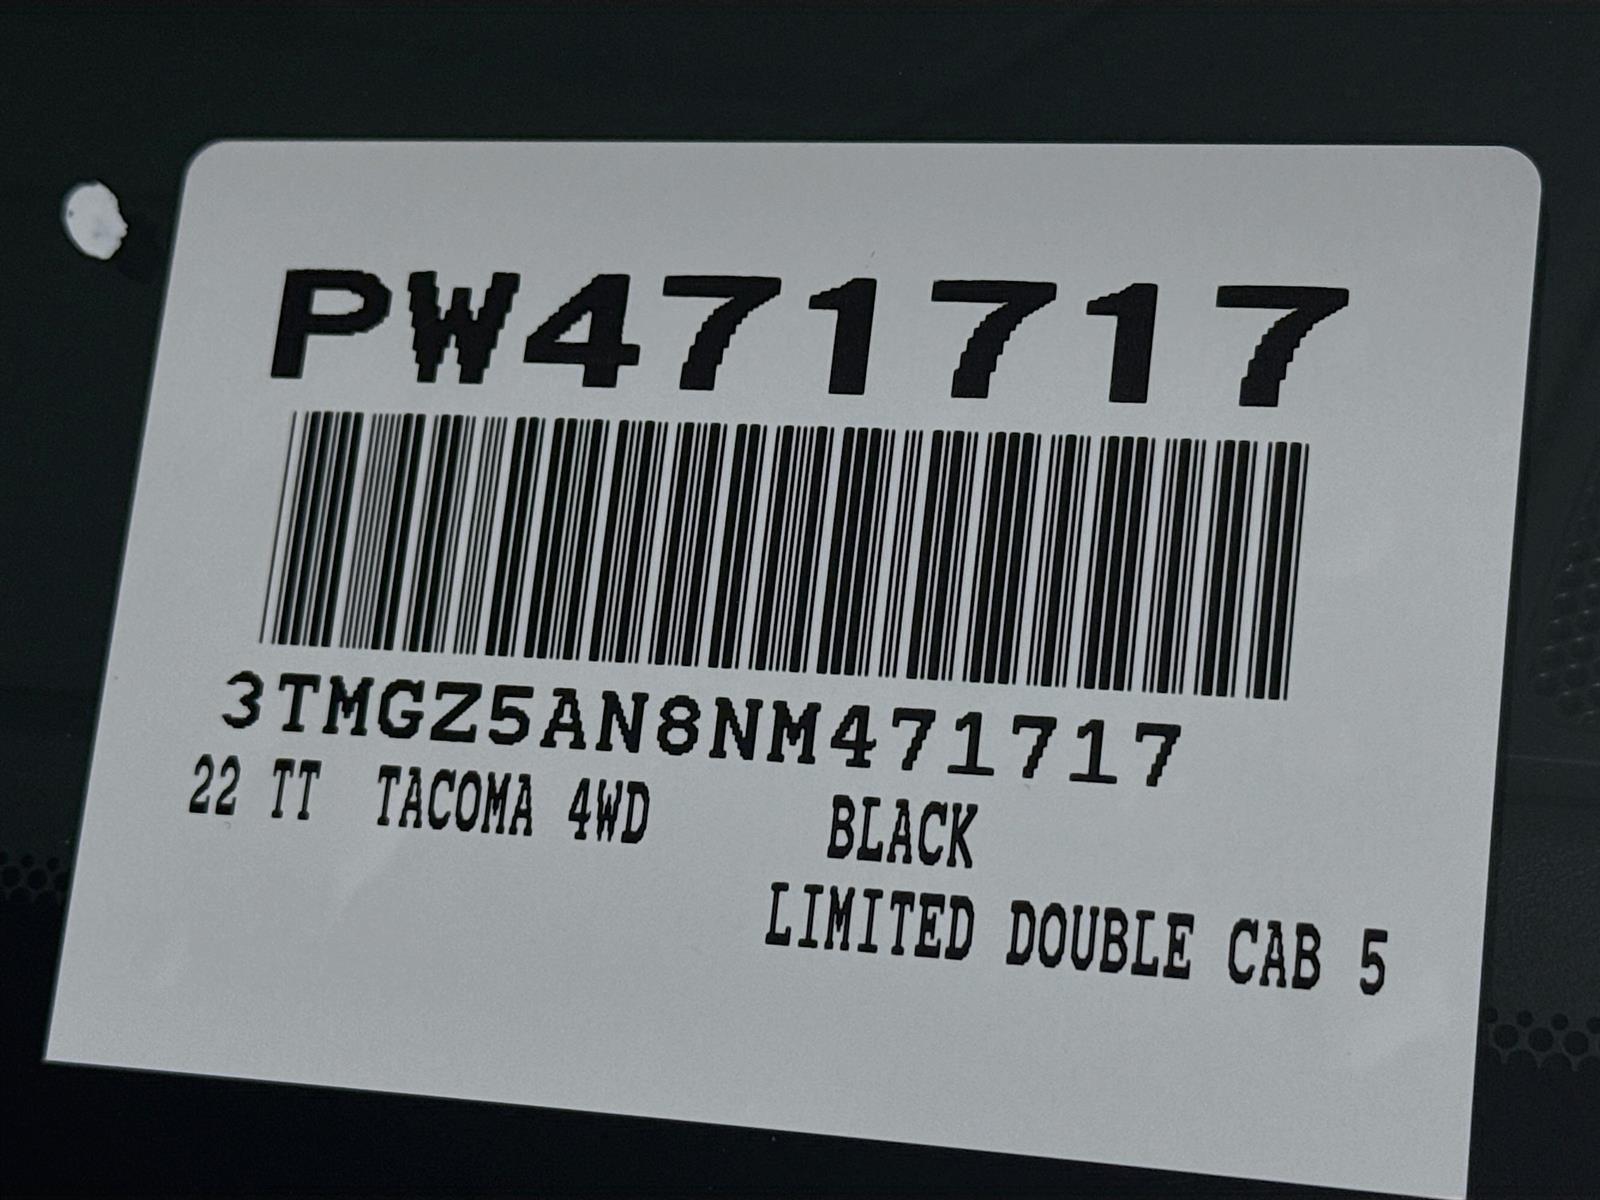 PW471717
3TMGZ5AN8NM471717
22 TT TACOMA 4WD BLACK
LIMITED DOUBLE CAB 5